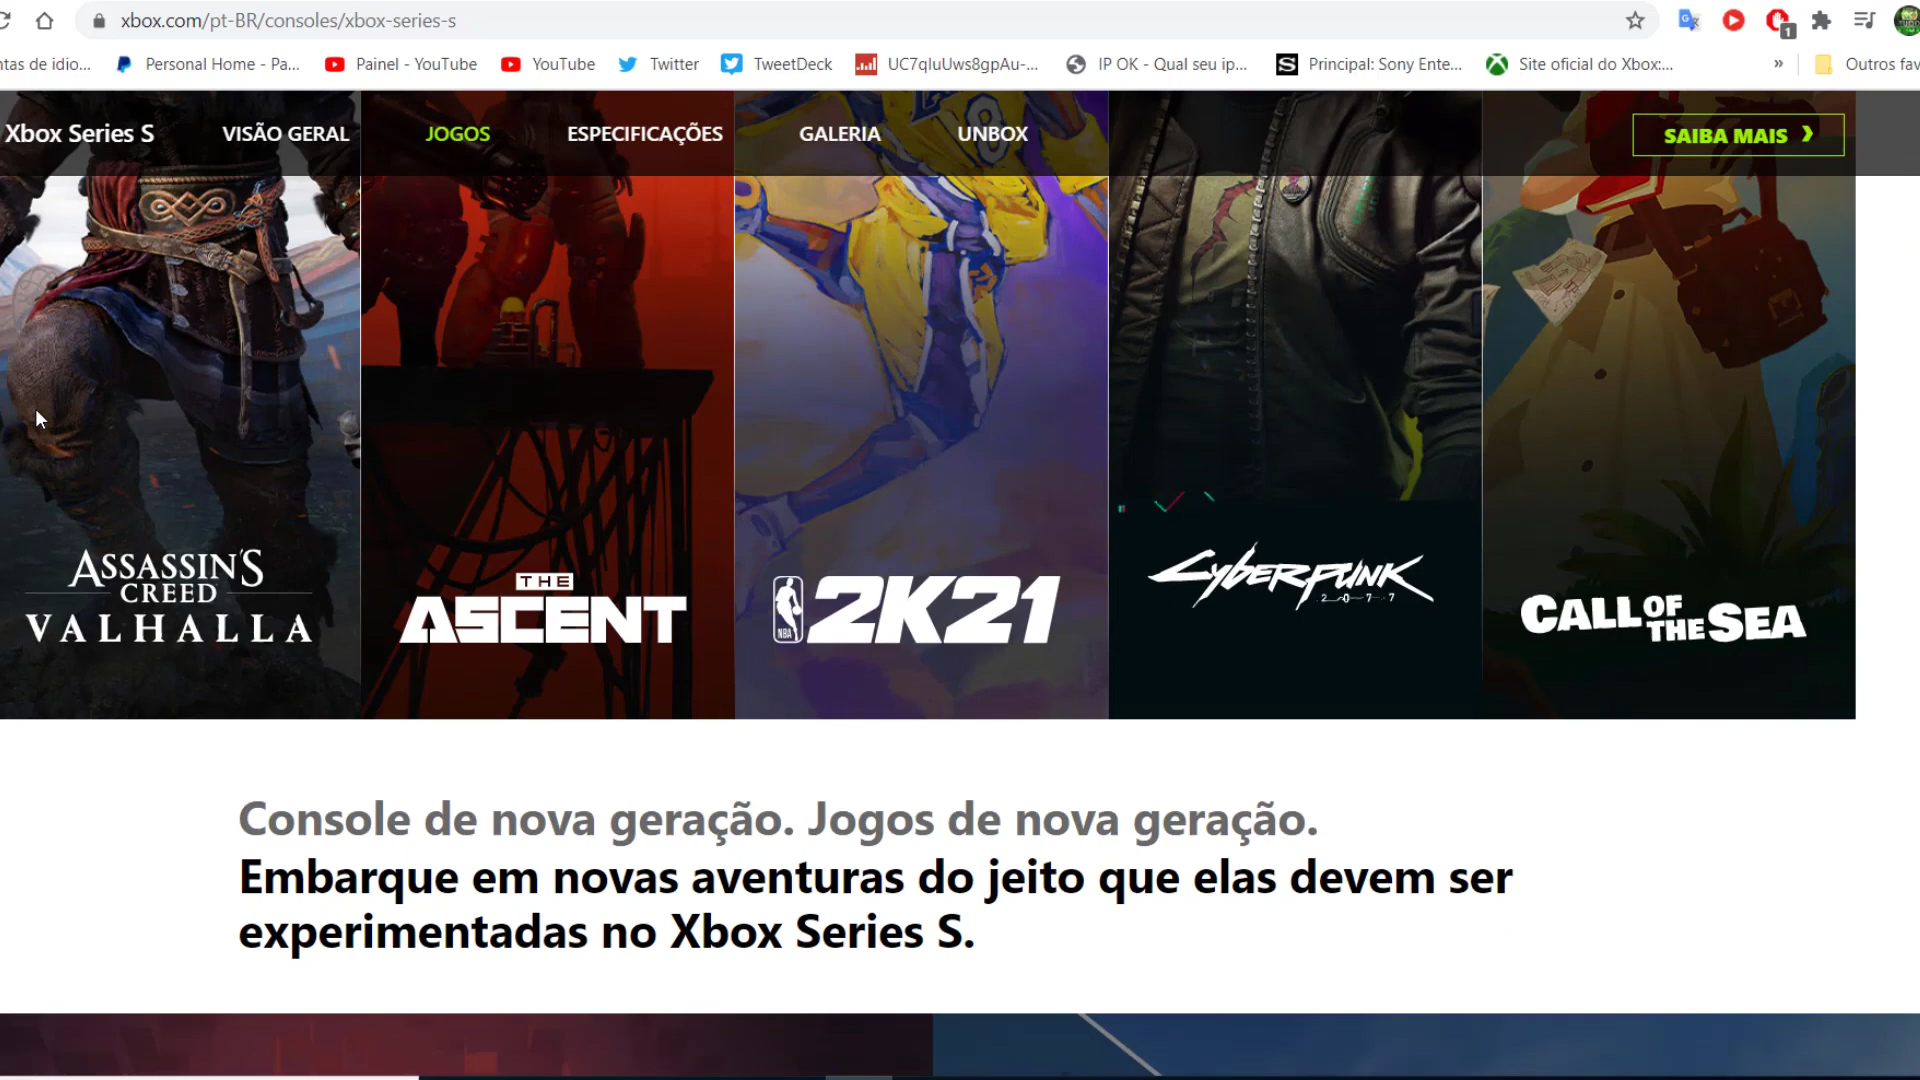 xbox.com/pt-BR/consoles/xbox-series-s
1
ntas de idio...
Personal Home - Pa...
Painel - YouTube
YouTube
Twitter
TweetDeck
UC7qluUws8gpAu-...
IP OK - Qual seu ip...
Principal: Sony Ente...
Site oficial do Xbox:...
»
Outros fav
Xbox Series S
VISÃO GERAL
JOGOS
ESPECIFICAÇÕES
GALERIA
UNBOX
SAIBA MAIS
ASSASSIN'S
CREED
VALHALLA
THE
ASCENT
NBA
2K21
CYBERPUNK
2077
CALL OF
THE SEA
Console de nova geração. Jogos de nova geração.
Embarque em novas aventuras do jeito que elas devem ser
experimentadas no Xbox Series S.